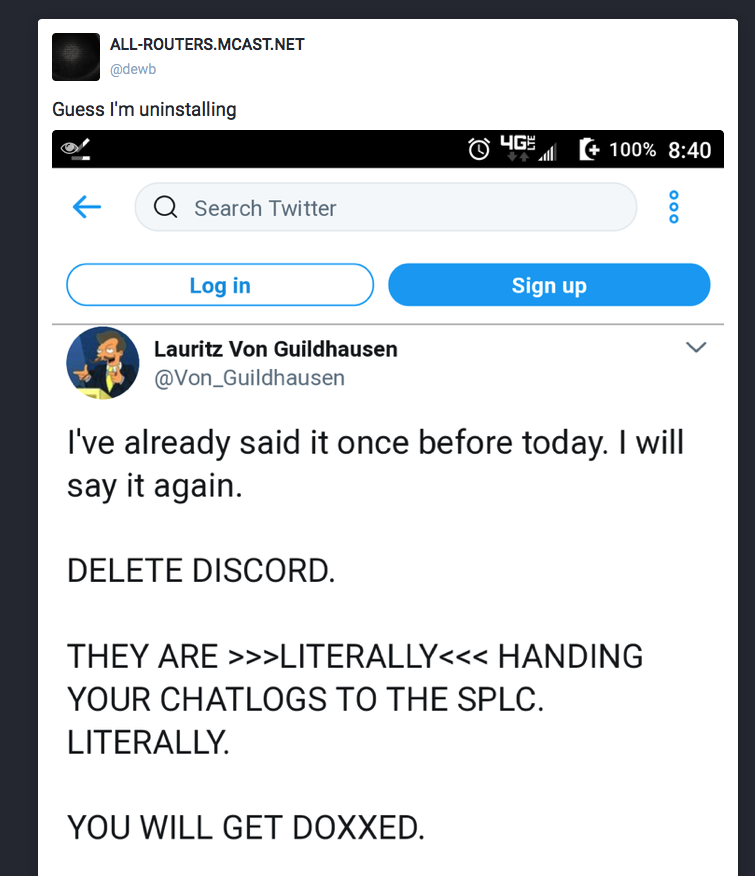 ALL-ROUTERS.MCAST.NET
@dewb
Guess I'm uninstalling
4G LTE 100% 8:40
Search Twitter
Log in Sign up
Lauritz Von Guildhausen
@Von_Guildhausen
I've already said it once before today. I will
say it again.
DELETE DISCORD.
THEY ARE >>>LITERALLY<<< HANDING
YOUR CHATLOGS TO THE SPLC.
LITERALLY.
YOU WILL GET DOXXED.